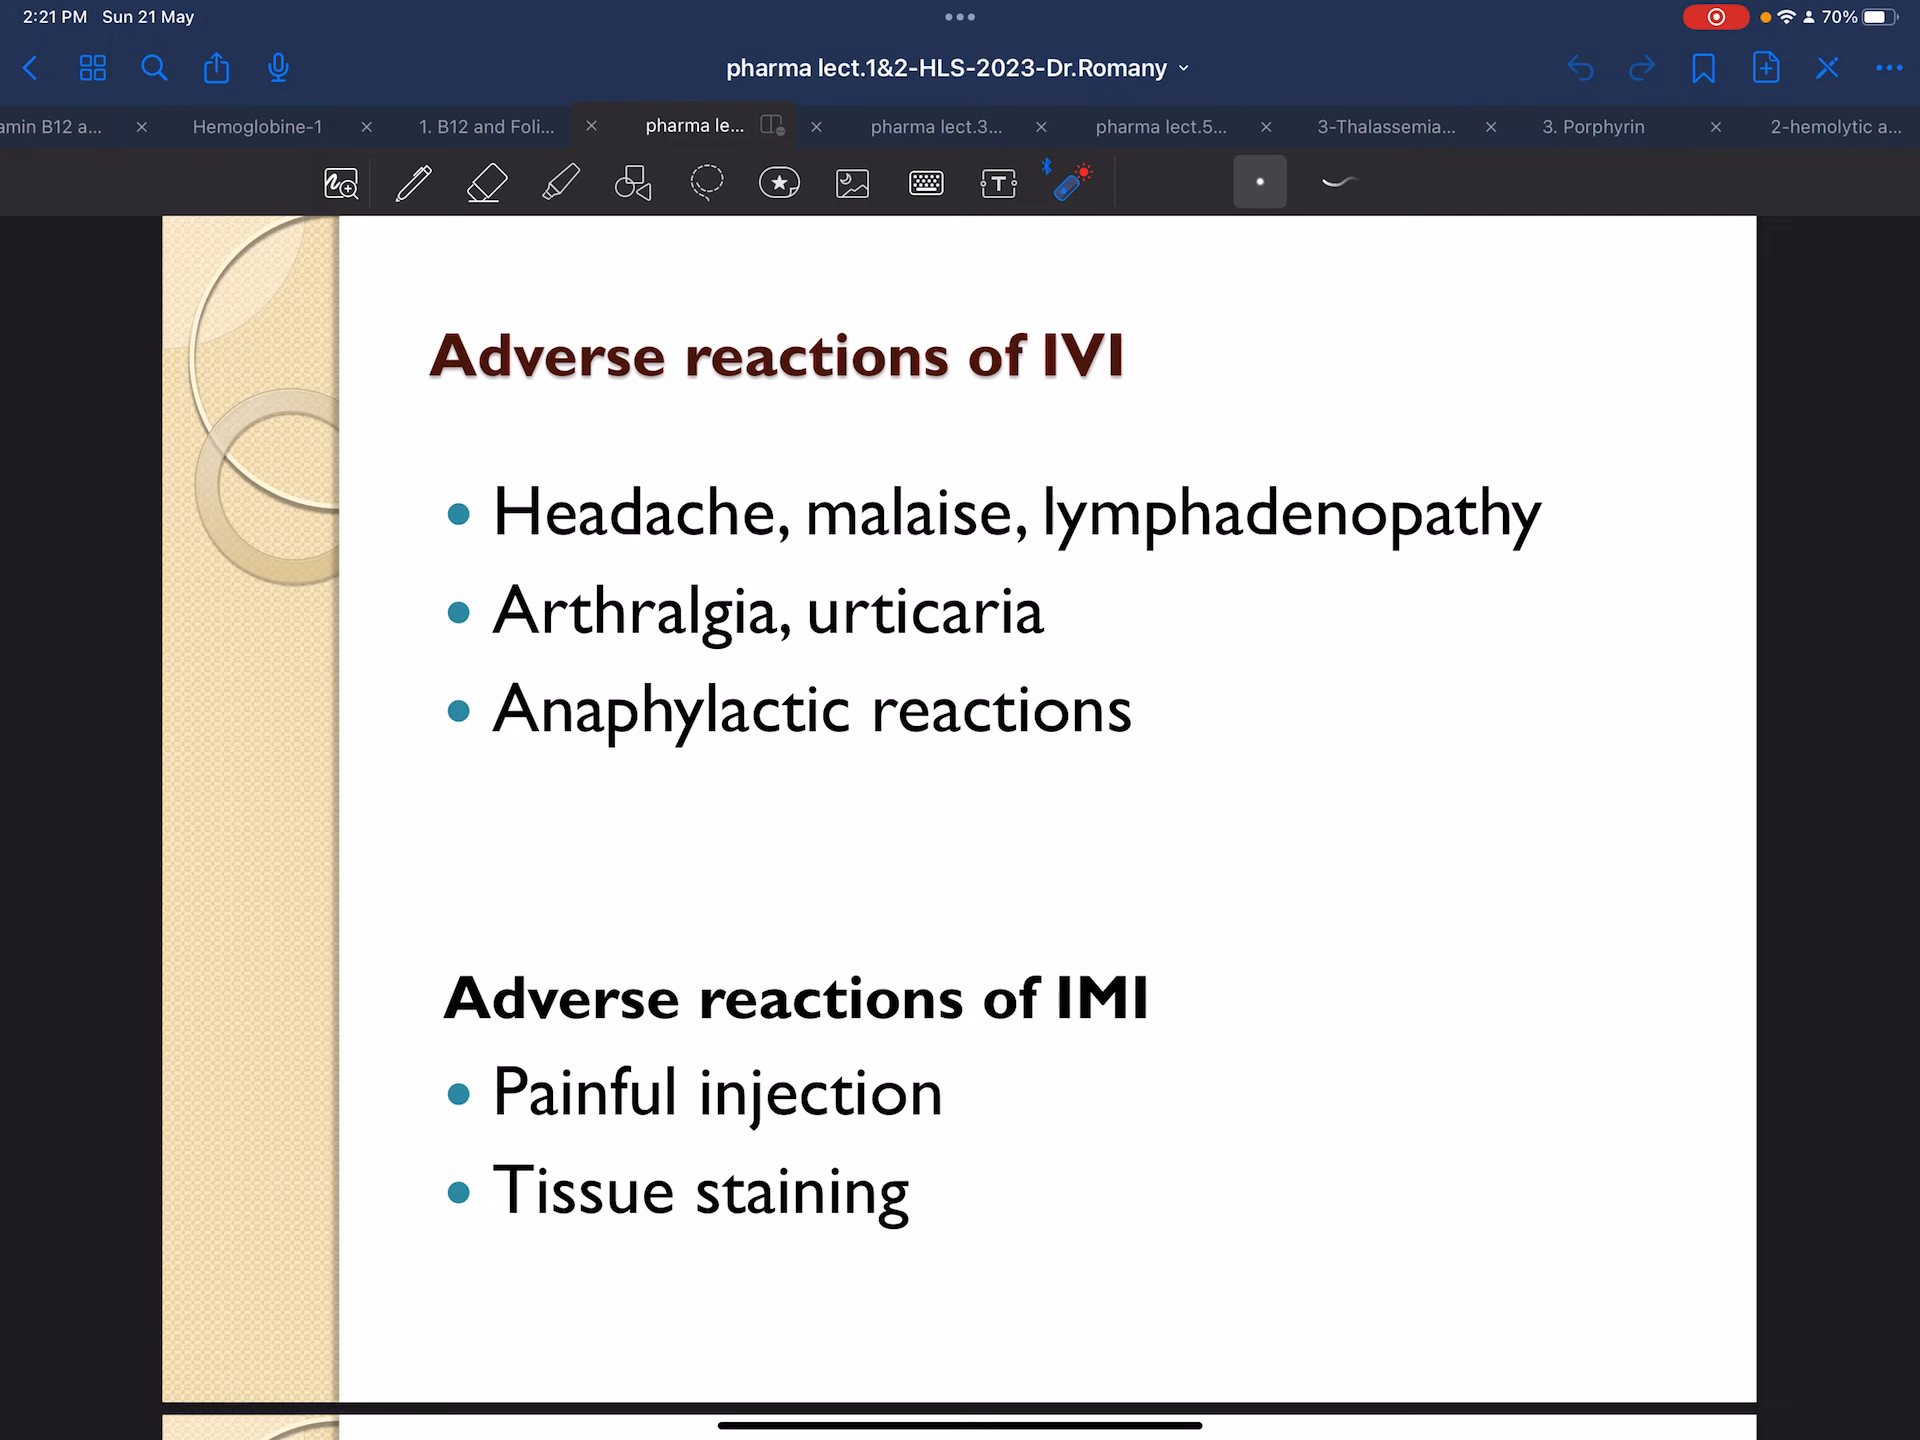 2:21 PM Sun 21 May
70%
pharma lect.1&2-HLS-2023-Dr.Romany
amin B12 a...
Hemoglobine-1
1. B12 and Foli...
pharma le...
pharma lect.3...
pharma lect.5...
3-Thalassemia...
3. Porphyrin
2-hemolytic a...
Adverse reactions of IVI
• Headache, malaise, lymphadenopathy
• Arthralgia, urticaria
• Anaphylactic reactions
Adverse reactions of IMI
• Painful injection
• Tissue staining